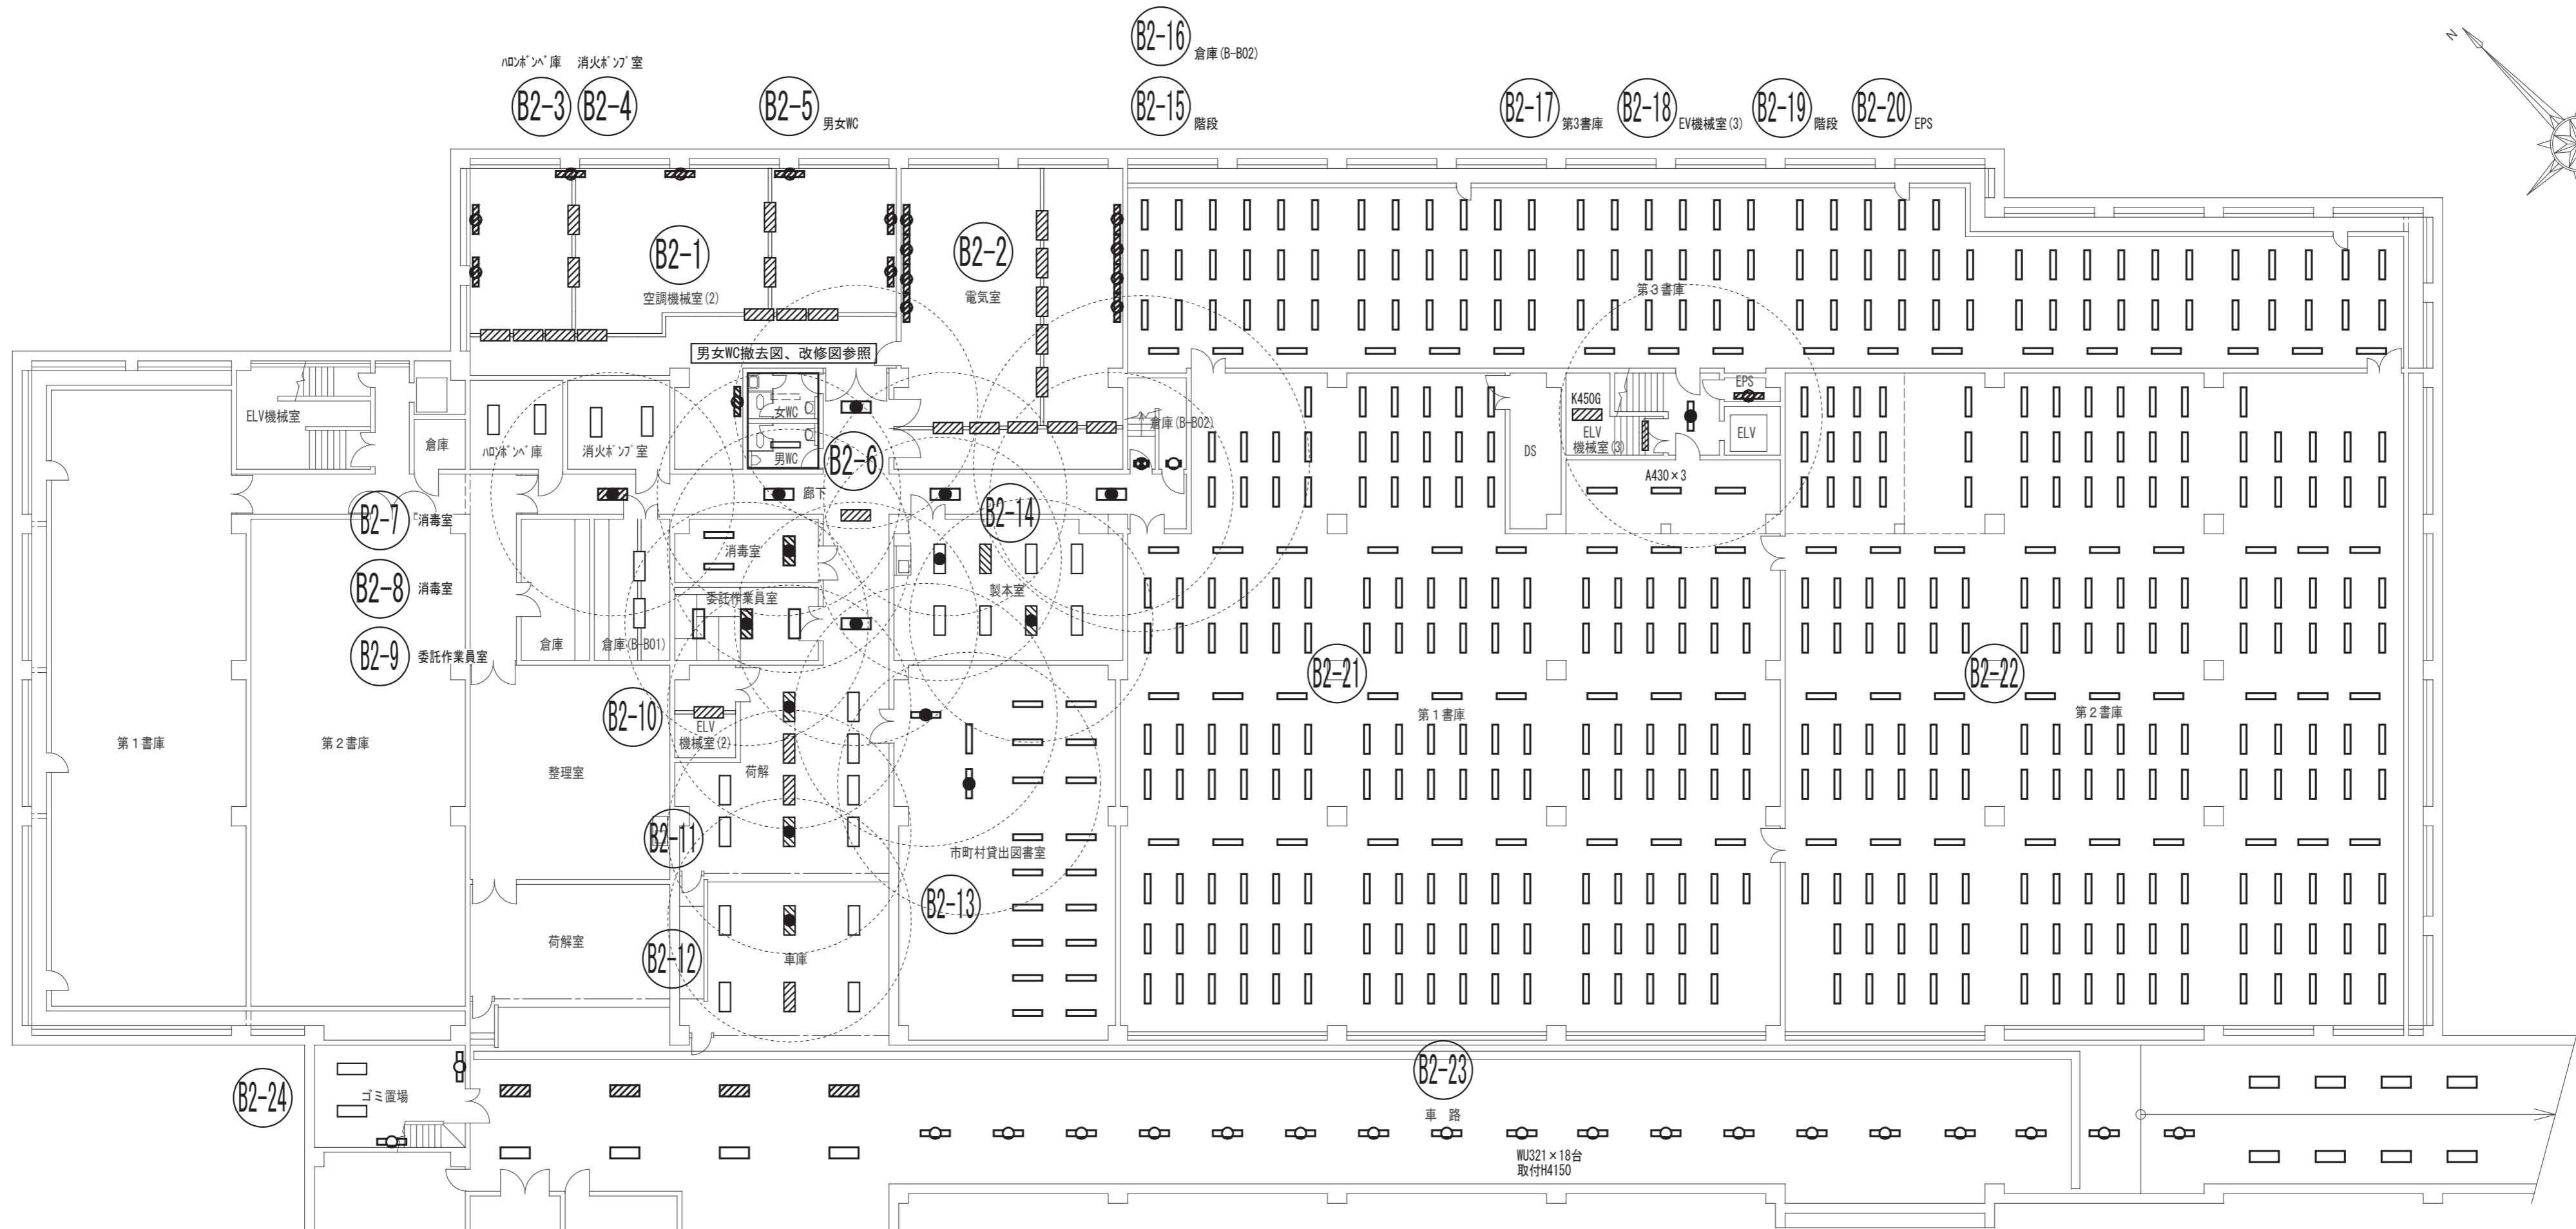 B2-16
倉庫(B-B02)
N
ﾊﾛﾝﾎﾞﾝﾍﾞ庫
消火ﾎﾟﾝﾌﾟ室
B2-3
B2-4
B2-5
男女WC
B2-15
階段
B2-17
第3書庫
B2-18
EV機械室(3)
B2-19
階段
B2-20
EPS
B2-1
空調機械室(2)
B2-2
電気室
第3書庫
男女WC撤去図、改修図参照
ELV機械室
倉庫
ﾊﾛﾝﾎﾞﾝﾍﾞ庫
消火ﾎﾟﾝﾌﾟ室
女WC
男WC
B2-6
倉庫(B-B02)
K450G
ELV
機械室(3)
EPS
ELV
DS
A430×3
廊下
B2-14
B2-7
消毒室
消毒室
B2-8
消毒室
製本室
委託作業員室
B2-9
委託作業員室
倉庫
倉庫(B-B01)
B2-21
B2-22
B2-10
第1書庫
第2書庫
ELV
機械室(2)
第1書庫
第2書庫
整理室
荷解
B2-11
市町村貸出図書室
B2-13
荷解室
B2-12
車庫
B2-23
B2-24
ゴミ置場
車 路
WU321×18台
取付H4150